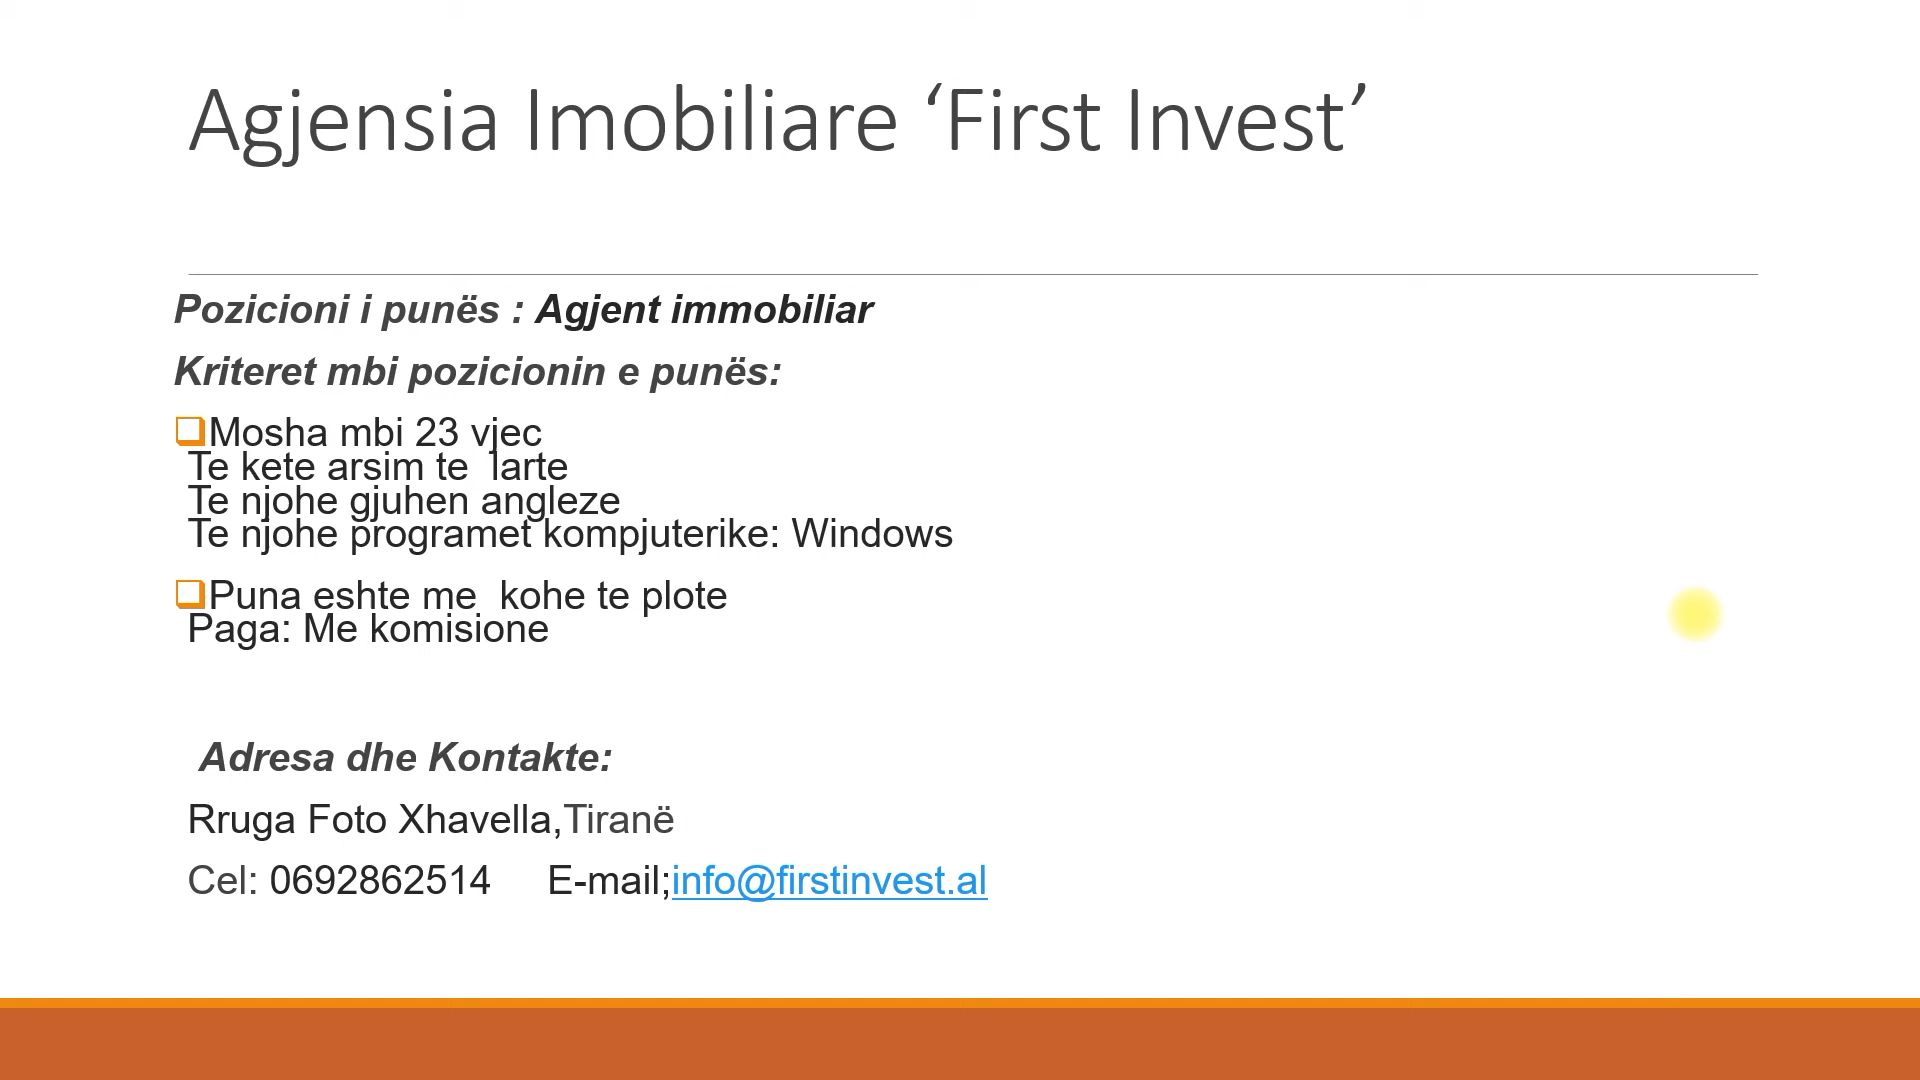 Agjensia Imobiliare ‘First Invest’
Pozicioni i punës : Agjent immobiliar
Kriteret mbi pozicionin e punës:
Mosha mbi 23 vjec
Te kete arsim te  larte
Te njohe gjuhen angleze
Te njohe programet kompjuterike: Windows
Puna eshte me  kohe te plote
Paga: Me komisione
Adresa dhe Kontakte:
Rruga Foto Xhavella,Tiranë
Cel: 0692862514     E-mail;info@firstinvest.al